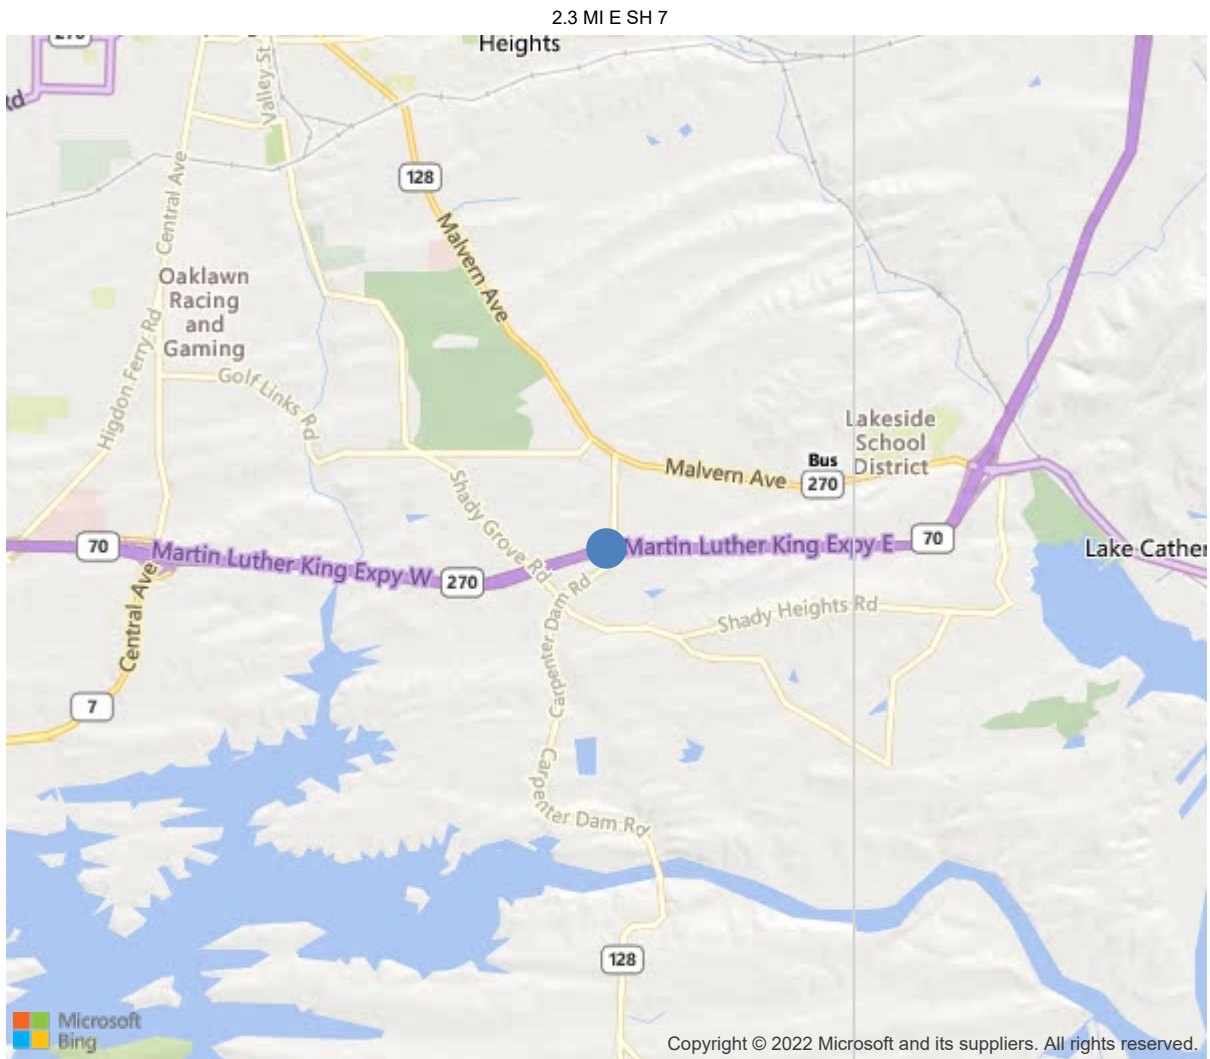 2.3 MI E SH 7
Heights
270
Rd
Valley St
128
Central Ave
Malvern Ave
Oaklawn
Racing
and
Gaming
Higdon Ferry Rd
Golf Links Rd
Lakeside
School
District
Bus
270
Malvern Ave
Shady Grove Rd
70
Martin Luther King Expy W
270
Martin Luther King Expy E
70
Lake Cather
Central Ave
Carpenter Dam Rd
Shady Heights Rd
7
Carpenter Dam Rd
128
Microsoft
Bing
Copyright © 2022 Microsoft and its suppliers. All rights reserved.